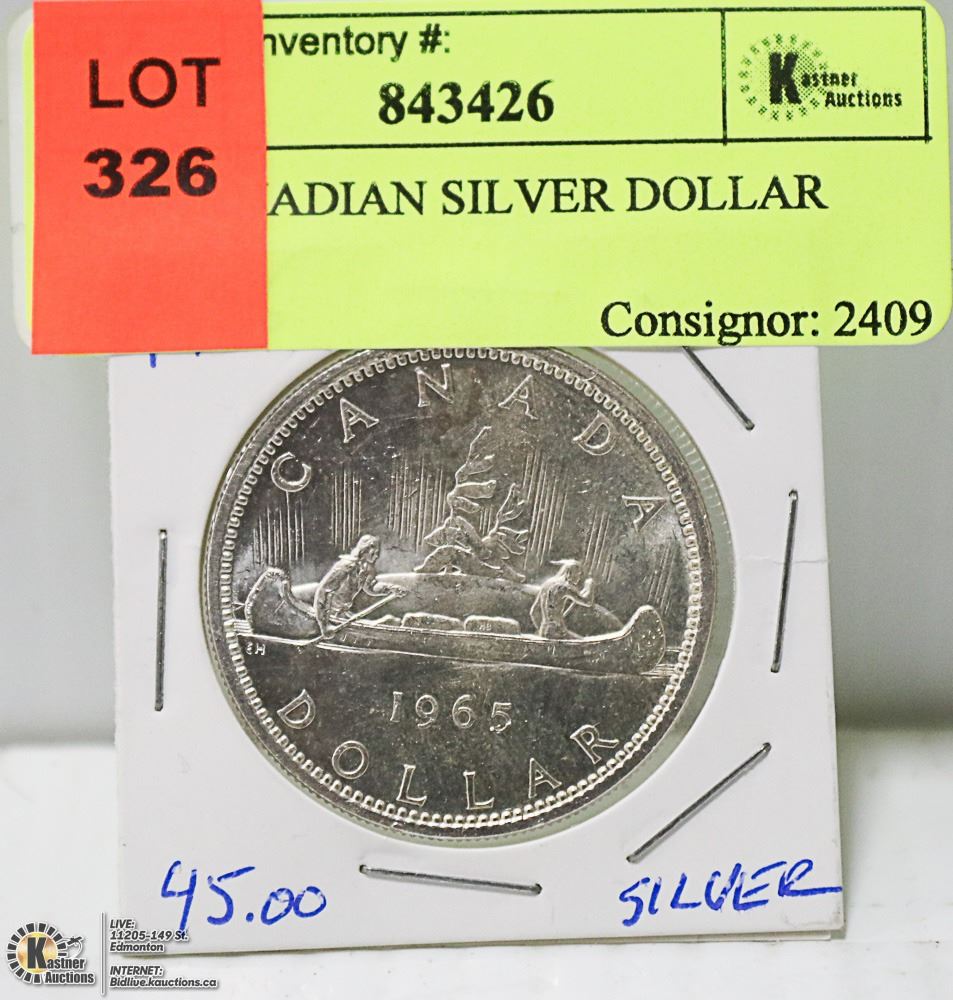 LOT
326
nventory #:
843426
Kastner
Auctions
ADIAN SILVER DOLLAR
Consignor: 2409
CANADA
EH
HB
1965
DOLLAR
45.00
SILVER
Kastner
Auctions
LIVE:
11205-149 St.
Edmonton
INTERNET:
Bidlive.kauctions.ca